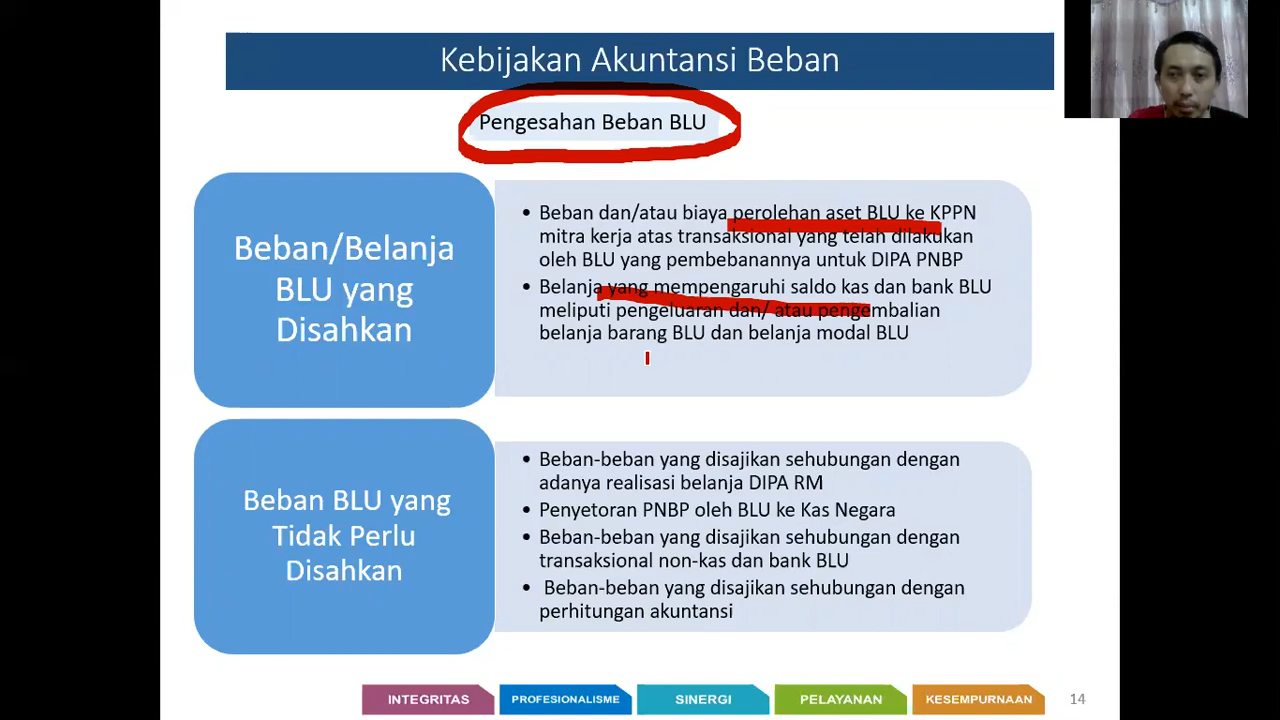 Kebijakan Akuntansi Beban
Pengesahan Beban BLU
Beban/Belanja
BLU yang
Disahkan
• Beban dan/atau biaya perolehan aset BLU ke KPPN
mitra kerja atas transaksional yang telah dilakukan
oleh BLU yang pembebanannya untuk DIPA PNBP
• Belanja yang mempengaruhi saldo kas dan bank BLU
meliputi pengeluaran dan/ atau pengembalian
belanja barang BLU dan belanja modal BLU
Beban BLU yang
Tidak Perlu
Disahkan
• Beban-beban yang disajikan sehubungan dengan
adanya realisasi belanja DIPA RM
• Penyetoran PNBP oleh BLU ke Kas Negara
• Beban-beban yang disajikan sehubungan dengan
transaksional non-kas dan bank BLU
• Beban-beban yang disajikan sehubungan dengan
perhitungan akuntansi
INTEGRITAS
PROFESIONALISME
SINERGI
PELAYANAN
KESEMPURNAAN
14